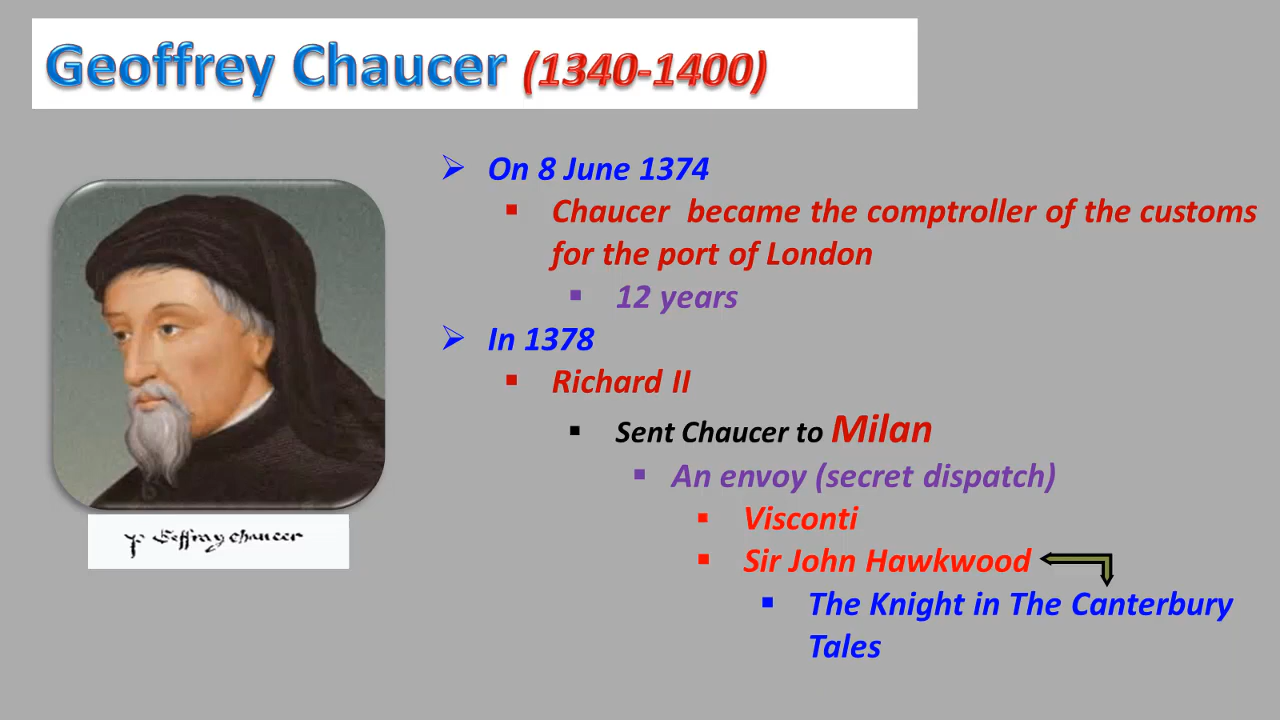 Geoffrey Chaucer (1340-1400)
On 8 June 1374
Chaucer became the comptroller of the customs
for the port of London
12 years
In 1378
Richard II
Sent Chaucer to Milan
An envoy (secret dispatch)
Visconti
Sir John Hawkwood
The Knight in The Canterbury
Tales
Geffray chaucer